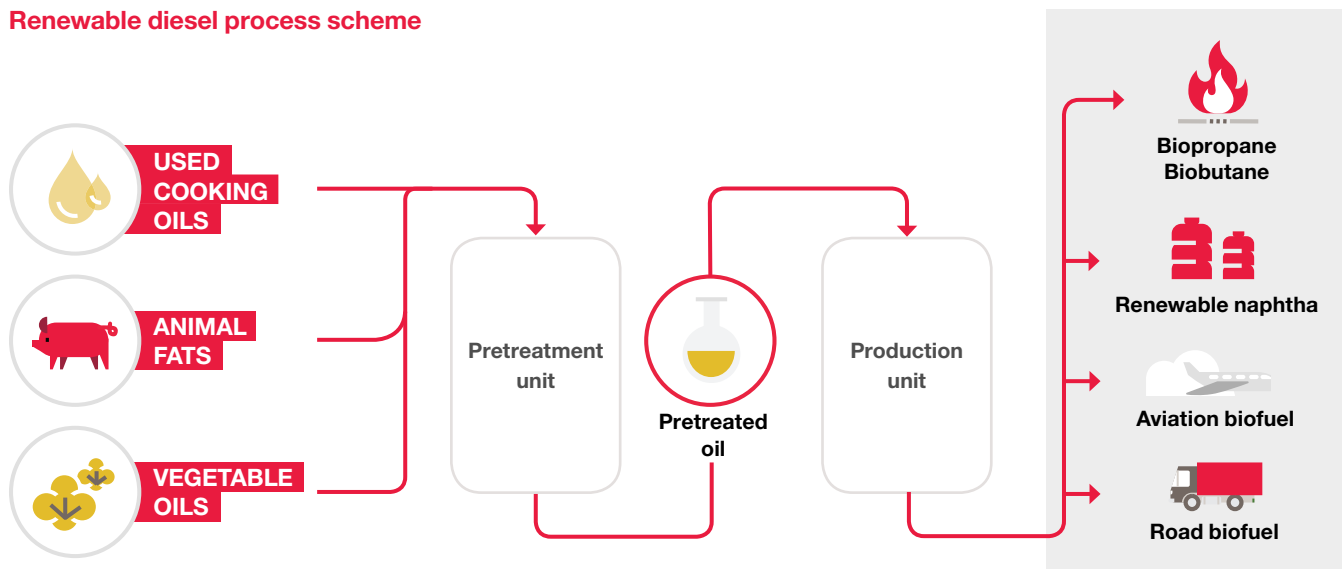 Renewable diesel process scheme
USED
COOKING
OILS
ANIMAL
FATS
VEGETABLE
OILS
Pretreatment
unit
Pretreated
oil
Production
unit
Biopropane
Biobutane
Renewable naphtha
Aviation biofuel
Road biofuel